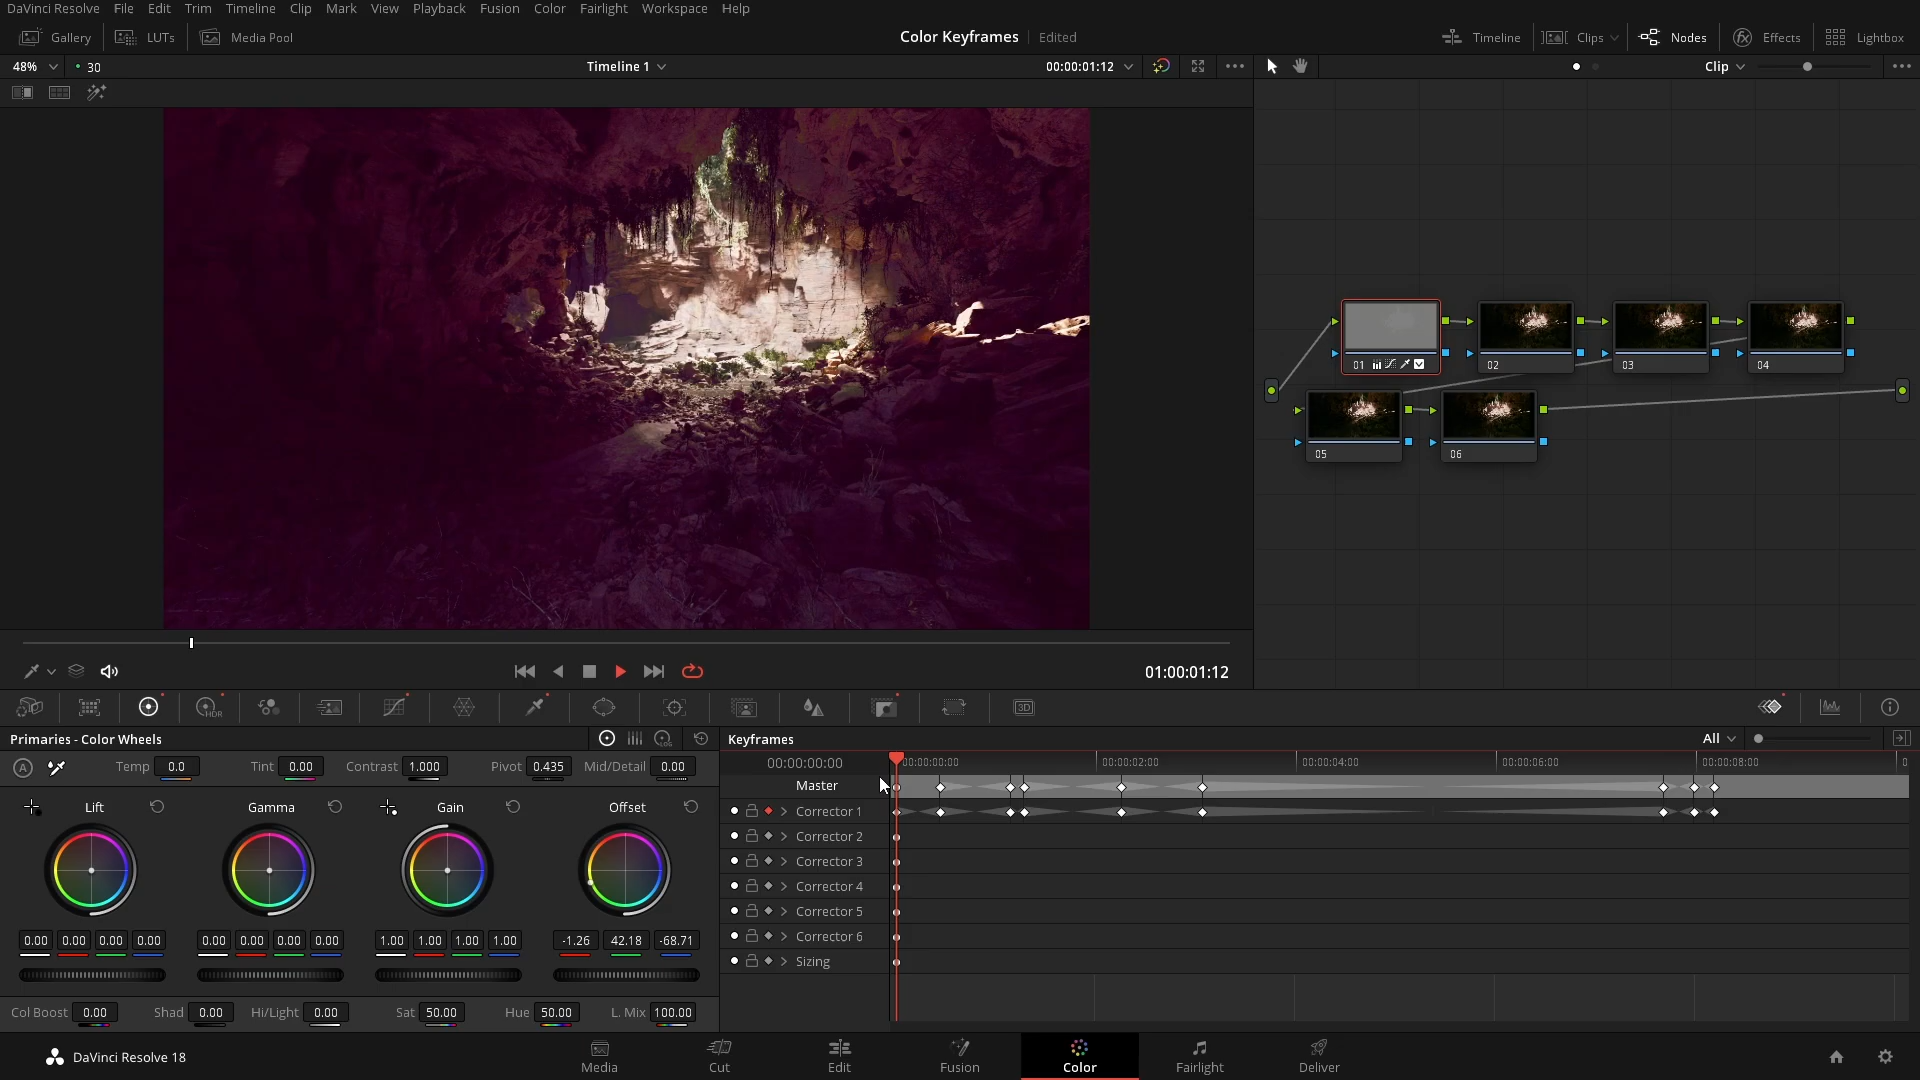 DaVinci Resolve File Edit Trim Timeline Clip Mark View Playback Fusion Color Fairlight Workspace Help
Gallery LUTs Media Pool Color Keyframes Edited Timeline Clips Nodes Effects Lightbox
48% 30 Timeline 1 00:00:01:12 Clip
01 02 03 04
05 06
01:00:01:12
HDR 3D
Primaries - Color Wheels LOG Keyframes All
A Temp 0.0 Tint 0.00 Contrast 1.000 Pivot 0.435 Mid/Detail 0.00
00:00:00:00 00:00:00:00 00:00:02:00 00:00:04:00 00:00:06:00 00:00:08:00 0
Master
Lift Gamma Gain Offset
Corrector 1
Corrector 2
Corrector 3
Corrector 4
Corrector 5
Corrector 6
Sizing
0.00 0.00 0.00 0.00 0.00 0.00 0.00 0.00 1.00 1.00 1.00 1.00 -1.26 42.18 -68.71
Col Boost 0.00 Shad 0.00 Hi/Light 0.00 Sat 50.00 Hue 50.00 L. Mix 100.00
DaVinci Resolve 18 Media Cut Edit Fusion Color Fairlight Deliver